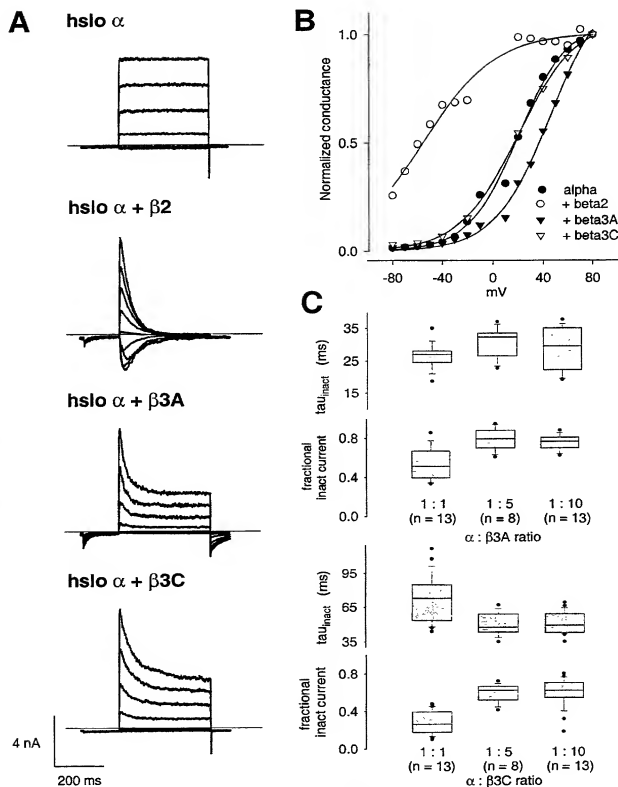 A
hslo α
hslo α + β2
hslo α + β3A
hslo α + β3C
4 nA
200 ms
B
Normalized conductance
1.0
0.5
0.0
-80
-40
0
40
80
mV
alpha
+ beta2
+ beta3A
+ beta3C
C
tau_inact (ms)
35
25
15
fractional
inact current
0.8
0.4
0.0
1 : 1
(n = 13)
1 : 5
(n = 8)
1 : 10
(n = 13)
α : β3A ratio
tau_inact (ms)
95
65
35
fractional
inact current
0.8
0.4
0.0
1 : 1
(n = 13)
1 : 5
(n = 8)
1 : 10
(n = 13)
α : β3C ratio